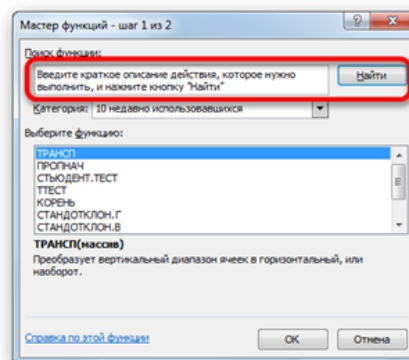 Мастер функций - шаг 1 из 2
Поиск функции:
Введите краткое описание действия, которое нужно
выполнить, и нажмите кнопку "Найти"
Найти
Категория: 10 недавно использовавшихся
Выберите функцию:
ТРАНСП
ПРОПНАЧ
СТЬЮДЕНТ.ТЕСТ
ТТЕСТ
КОРЕНЬ
СТАНДОТКЛОН.Г
СТАНДОТКЛОН.В
ТРАНСП(массив)
Преобразует вертикальный диапазон ячеек в горизонтальный, или
наоборот.
Справка по этой функции
ОК
Отмена